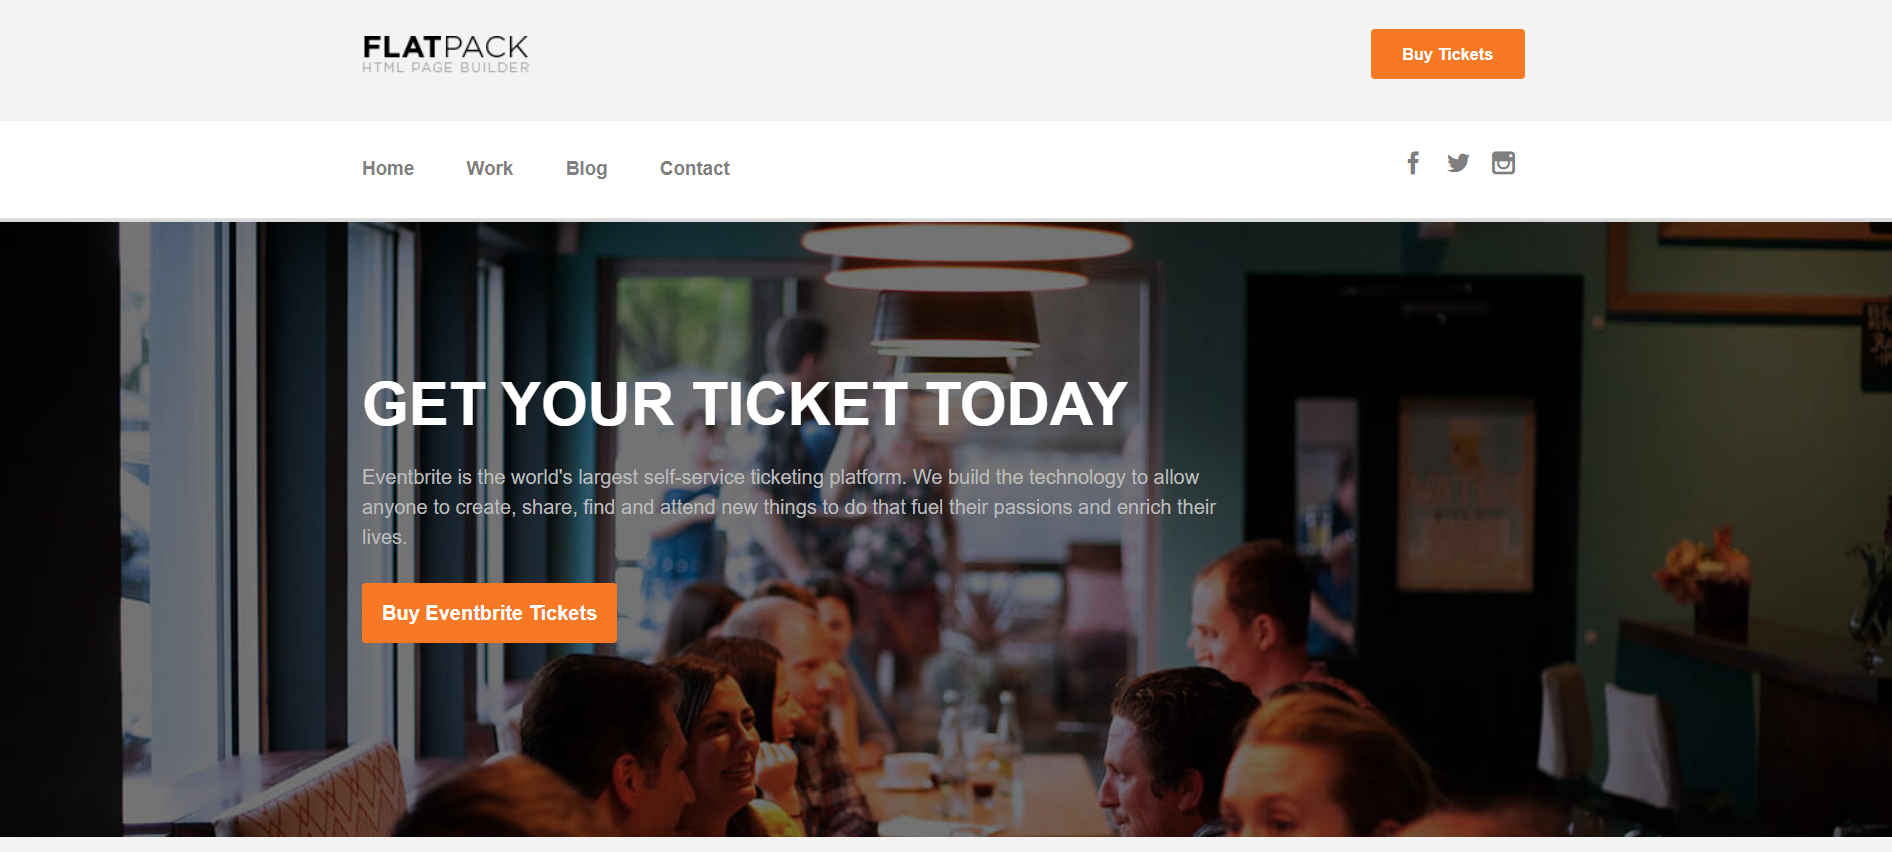 FLATPACK
HTML PAGE BUILDER
Buy Tickets
Home Work Blog Contact
GET YOUR TICKET TODAY
Eventbrite is the world's largest self-service ticketing platform. We build the technology to allow
anyone to create, share, find and attend new things to do that fuel their passions and enrich their
lives.
Buy Eventbrite Tickets